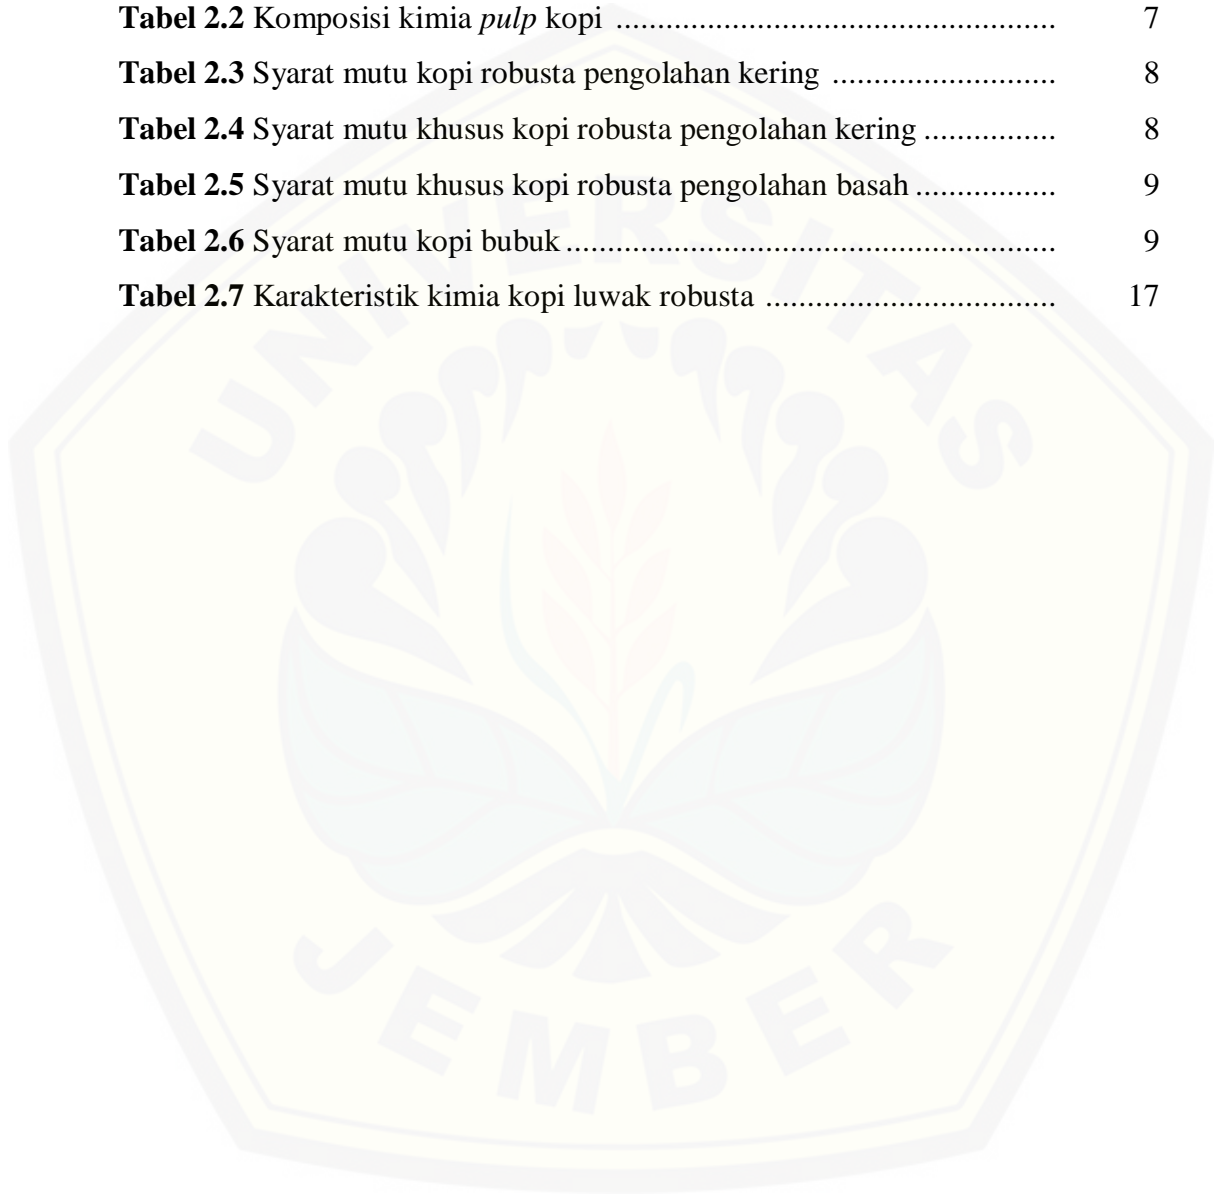 Tabel 2.2 Komposisi kimia pulp kopi ..................................................... 7
Tabel 2.3 Syarat mutu kopi robusta pengolahan kering ........................... 8
Tabel 2.4 Syarat mutu khusus kopi robusta pengolahan kering ................ 8
Tabel 2.5 Syarat mutu khusus kopi robusta pengolahan basah ................. 9
Tabel 2.6 Syarat mutu kopi bubuk ........................................................... 9
Tabel 2.7 Karakteristik kimia kopi luwak robusta ................................... 17
UNIVERSITAS
JEMBER